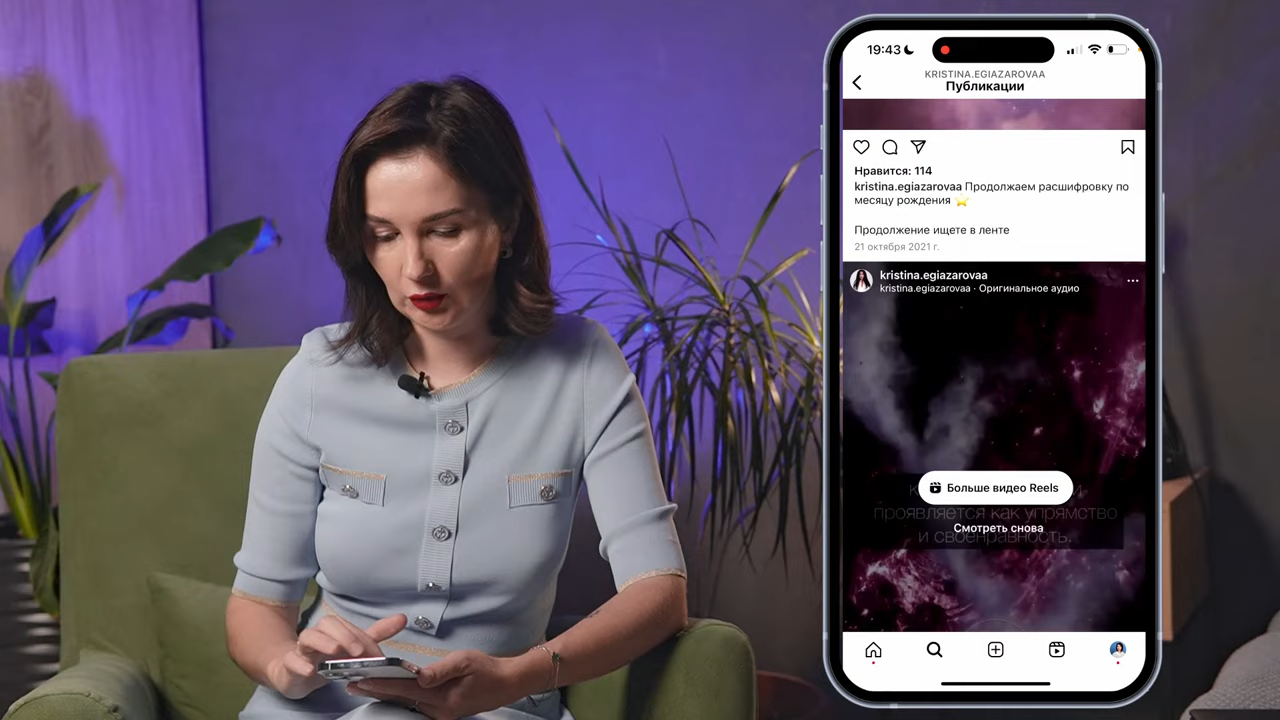 19:43
KRISTINA.EGIAZAROVAA
Публикации
Нравится: 114
kristina.egiazarovaa Продолжаем расшифровку по
месяцу рождения
Продолжение ищете в ленте
21 октября 2021 г.
kristina.egiazarovaa
kristina.egiazarovaa · Оригинальное аудио
Больше видео Reels
проявляется как упрямство
Смотреть снова
и своенравность.